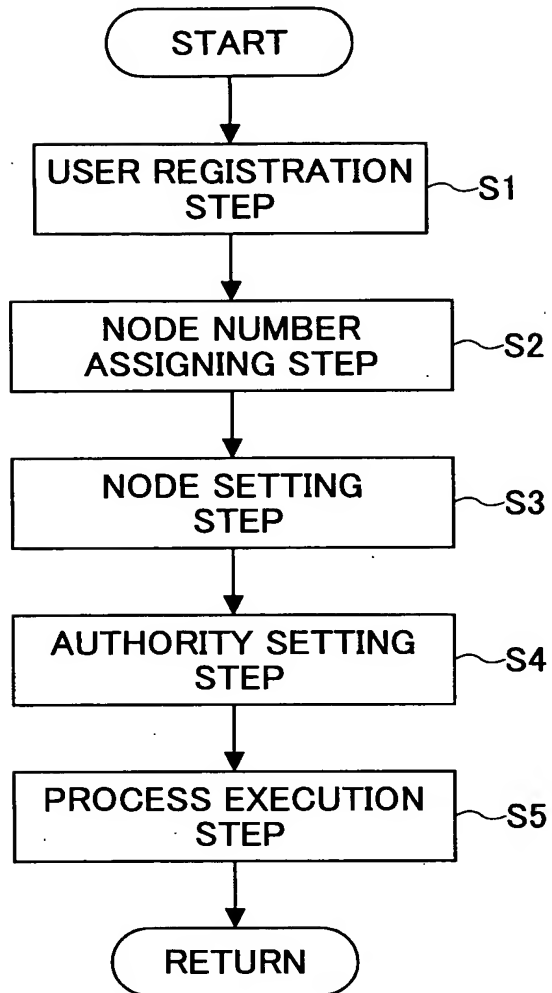 START
USER REGISTRATION
STEP
S1
NODE NUMBER
ASSIGNING STEP
S2
NODE SETTING
STEP
S3
AUTHORITY SETTING
STEP
S4
PROCESS EXECUTION
STEP
S5
RETURN